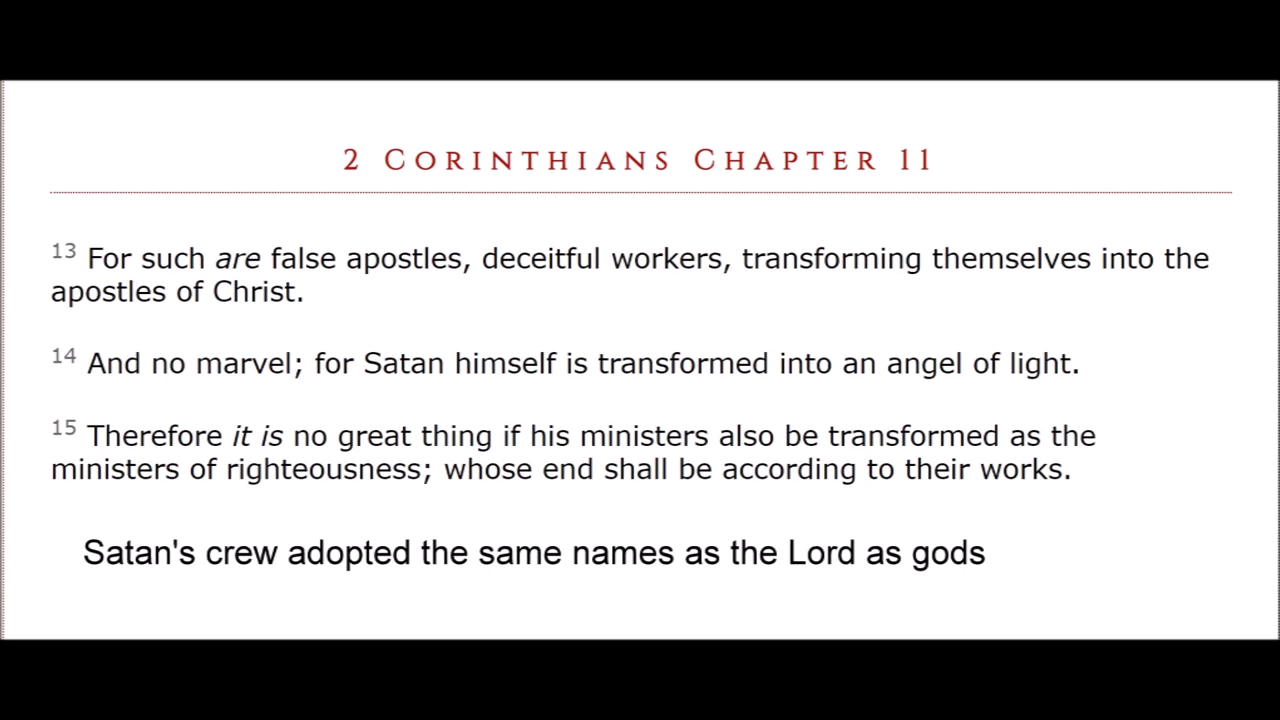 2 Corinthians Chapter 11
13 For such are false apostles, deceitful workers, transforming themselves into the
apostles of Christ.
14 And no marvel; for Satan himself is transformed into an angel of light.
15 Therefore it is no great thing if his ministers also be transformed as the
ministers of righteousness; whose end shall be according to their works.
Satan's crew adopted the same names as the Lord as gods